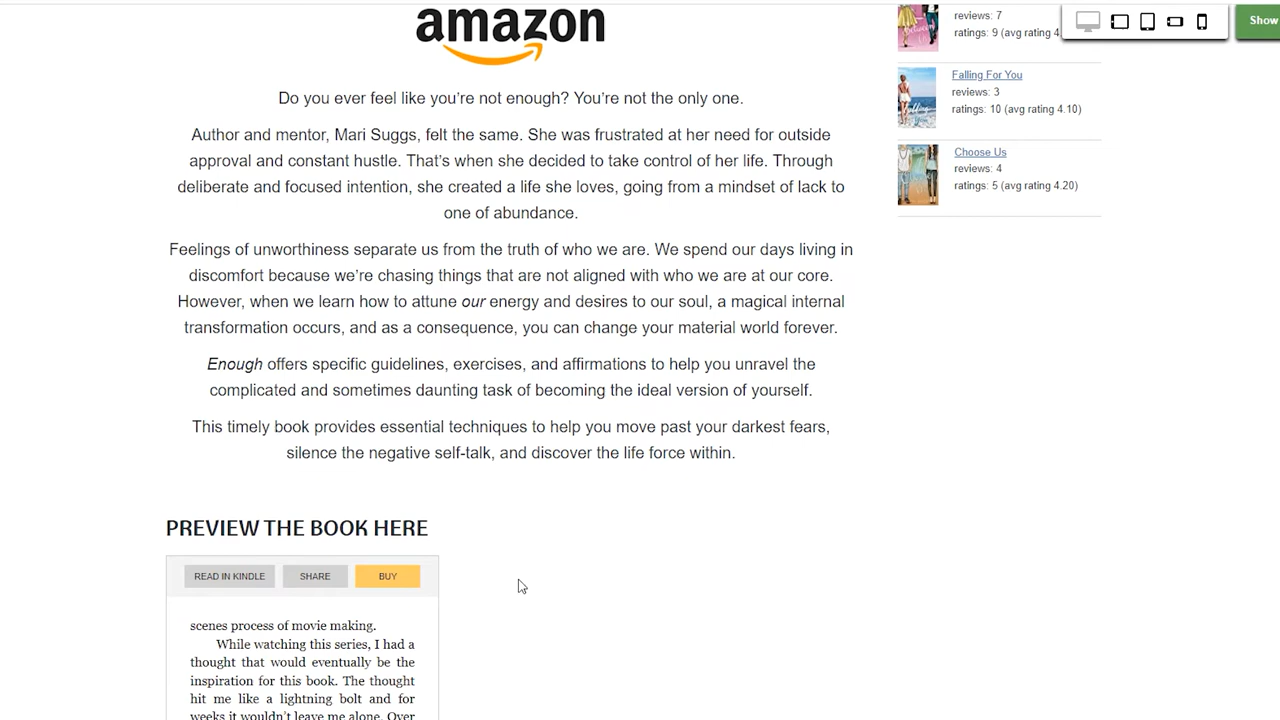 amazon
Do you ever feel like you're not enough? You're not the only one.
Author and mentor, Mari Suggs, felt the same. She was frustrated at her need for outside
approval and constant hustle. That's when she decided to take control of her life. Through
deliberate and focused intention, she created a life she loves, going from a mindset of lack to
one of abundance.
Feelings of unworthiness separate us from the truth of who we are. We spend our days living in
discomfort because we're chasing things that are not aligned with who we are at our core.
However, when we learn how to attune our energy and desires to our soul, a magical internal
transformation occurs, and as a consequence, you can change your material world forever.
Enough offers specific guidelines, exercises, and affirmations to help you unravel the
complicated and sometimes daunting task of becoming the ideal version of yourself.
This timely book provides essential techniques to help you move past your darkest fears,
silence the negative self-talk, and discover the life force within.
PREVIEW THE BOOK HERE
READ IN KINDLE
SHARE
BUY
scenes process of movie making.
While watching this series, I had a
thought that would eventually be the
inspiration for this book. The thought
hit me like a lightning bolt and for
weeks it wouldn't leave me alone. Over
reviews: 7
ratings: 9 (avg rating 4.
Falling For You
reviews: 3
ratings: 10 (avg rating 4.10)
Choose Us
reviews: 4
ratings: 5 (avg rating 4.20)
Show